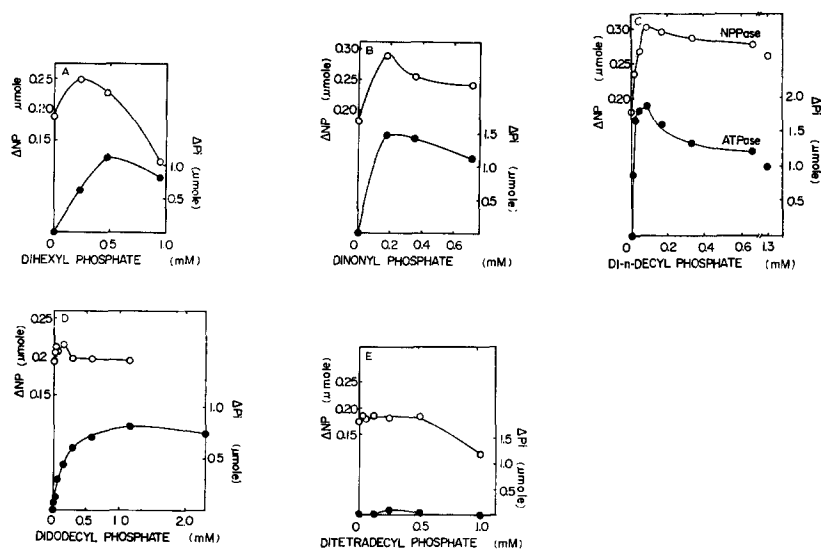 A
ΔNP μmole
0.25
0.20
0.15
1.0
0.5
ΔPi (μmole)
0 0.5 1.0
DIHEXYL PHOSPHATE (mM)
B
ΔNP (μmole)
0.30
0.25
0.20
1.5
1.0
0.5
ΔPi (μmole)
0 0.2 0.4 0.6
DINONYL PHOSPHATE (mM)
C
ΔNP (μmole)
0.30
0.25
0.20
NPPase
ATPase
2.0
1.5
1.0
0.5
ΔPi (μmole)
0 0.2 0.4 0.6 1.3
DI-n-DECYL PHOSPHATE (mM)
D
ΔNP (μmole)
0.25
0.2
0.15
1.0
0.5
ΔPi (μmole)
0 0.5 1.0 2.0
DIDODECYL PHOSPHATE (mM)
E
ΔNP (μmole)
0.25
0.20
0.15
1.5
1.0
0.5
ΔPi (μmole)
0 0.5 1.0
DITETRADECYL PHOSPHATE (mM)